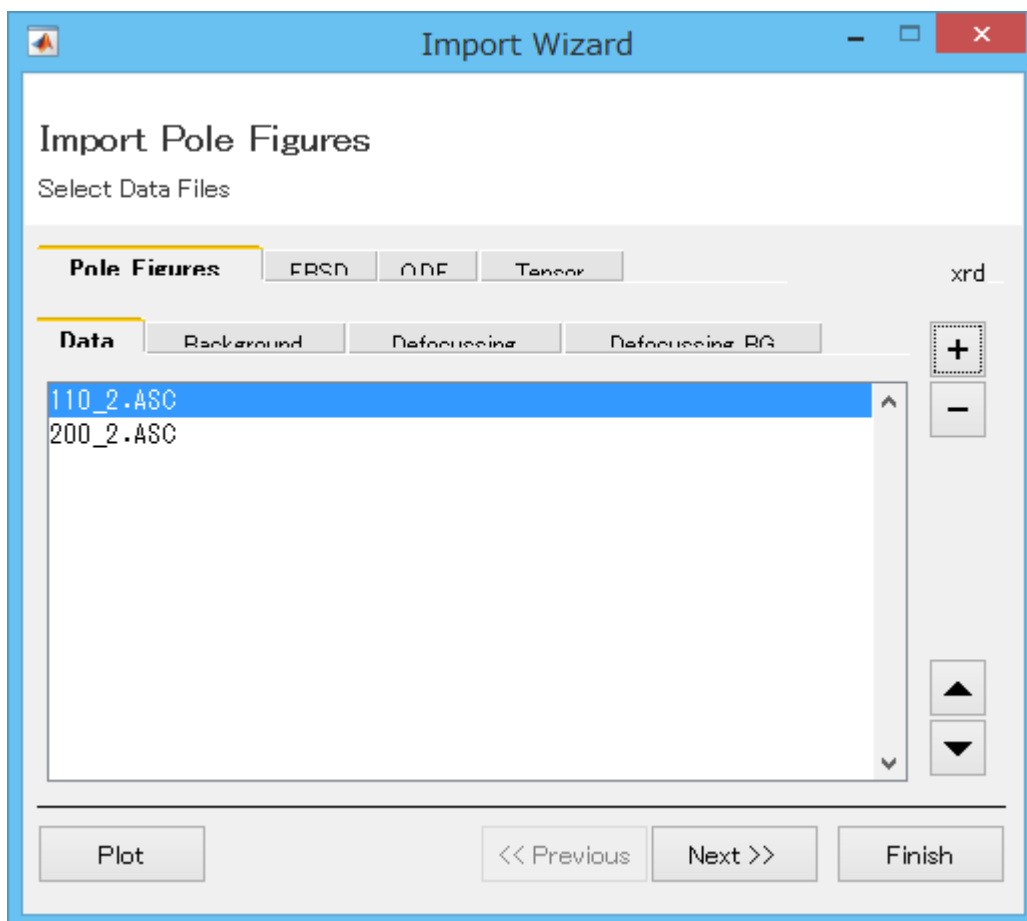 Import Wizard
Import Pole Figures
Select Data Files
Pole Figures EBSD ODF Tensor xrd
Data Background Defocussing Defocussing BG
+
110_2.ASC
−
200_2.ASC
Plot << Previous Next >> Finish